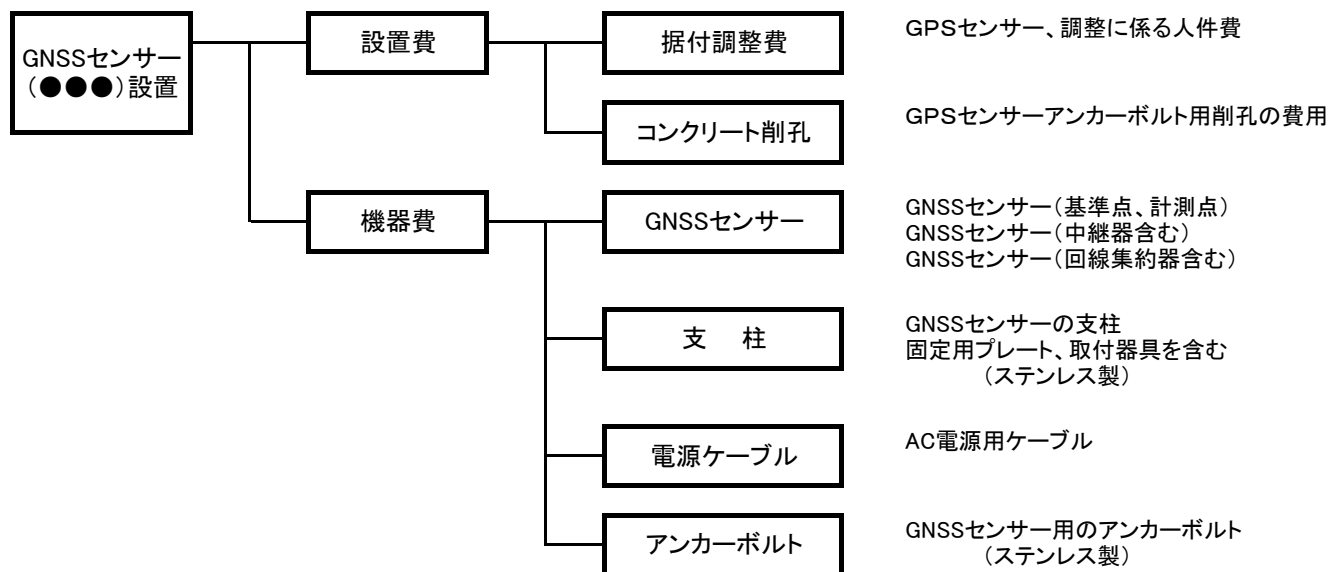 GNSSセンサー
(●●●)設置
設置費
据付調整費
GPSセンサー、調整に係る人件費
コンクリート削孔
GPSセンサーアンカーボルト用削孔の費用
機器費
GNSSセンサー
GNSSセンサー(基準点、計測点)
GNSSセンサー(中継器含む)
GNSSセンサー(回線集約器含む)
支　柱
GNSSセンサーの支柱
固定用プレート、取付器具を含む
(ステンレス製)
電源ケーブル
AC電源用ケーブル
アンカーボルト
GNSSセンサー用のアンカーボルト
(ステンレス製)